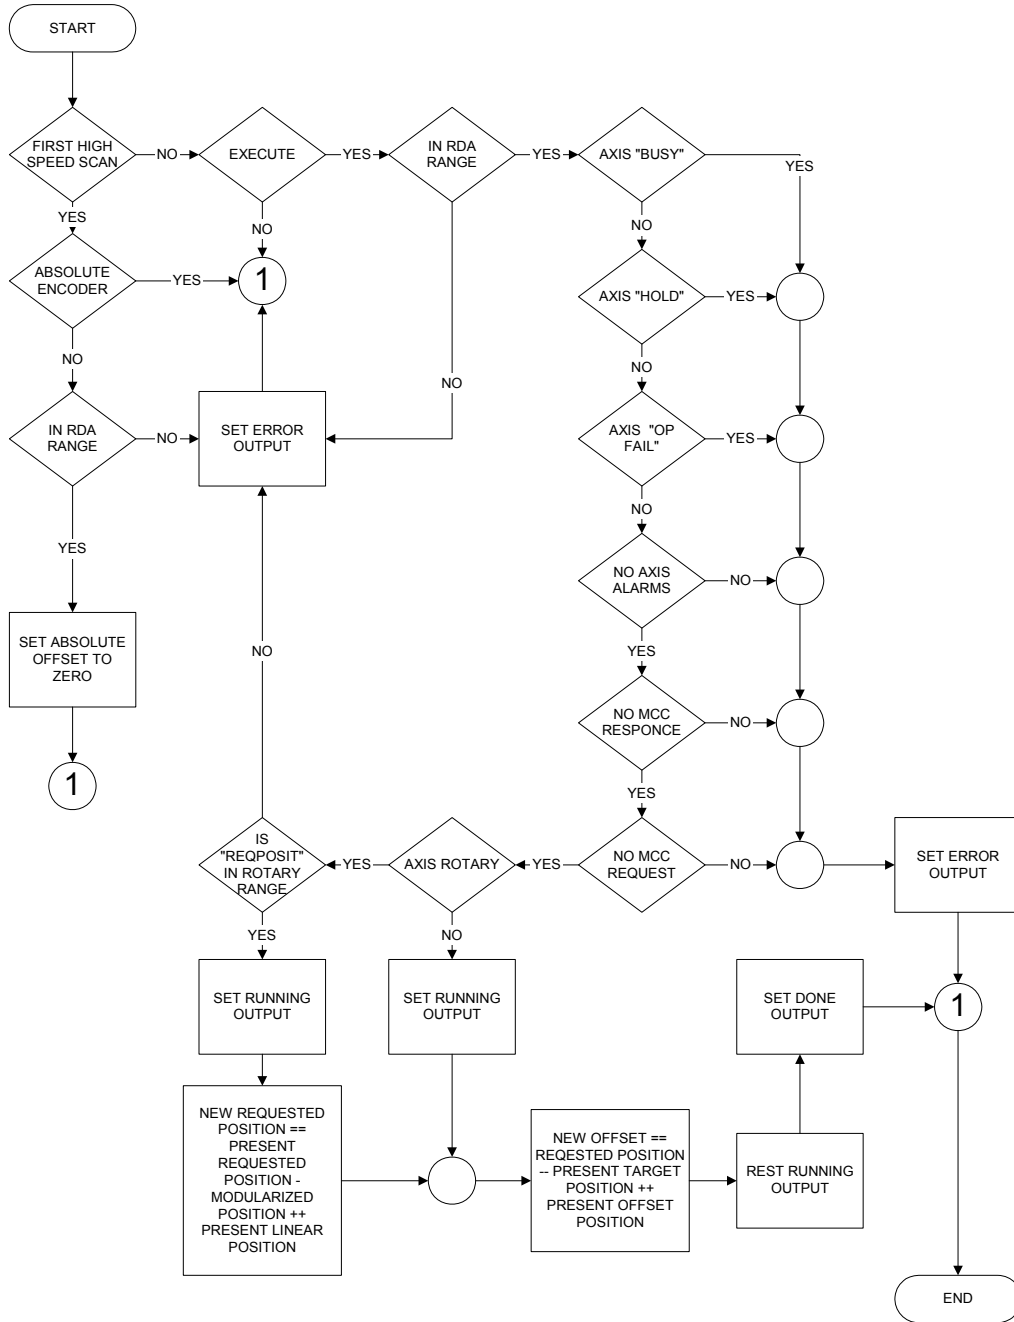 START
FIRST HIGH
SPEED SCAN
NO
EXECUTE
YES
IN RDA
RANGE
YES
AXIS "BUSY"
YES
YES
NO
NO
ABSOLUTE
ENCODER
YES
1
AXIS "HOLD"
YES
NO
NO
NO
IN RDA
RANGE
NO
SET ERROR
OUTPUT
AXIS "OP
FAIL"
YES
NO
YES
NO AXIS
ALARMS
NO
SET ABSOLUTE
OFFSET TO
ZERO
NO
YES
NO MCC
RESPONCE
NO
1
YES
IS
"REQPOSIT"
IN ROTARY
RANGE
YES
AXIS ROTARY
YES
NO MCC
REQUEST
NO
SET ERROR
OUTPUT
YES
NO
SET RUNNING
OUTPUT
SET RUNNING
OUTPUT
SET DONE
OUTPUT
1
NEW REQUESTED
POSITION ==
PRESENT
REQUESTED
POSITION -
MODULARIZED
POSITION ++
PRESENT LINEAR
POSITION
NEW OFFSET ==
REQESTED POSITION
-- PRESENT TARGET
POSITION ++
PRESENT OFFSET
POSITION
REST RUNNING
OUTPUT
END